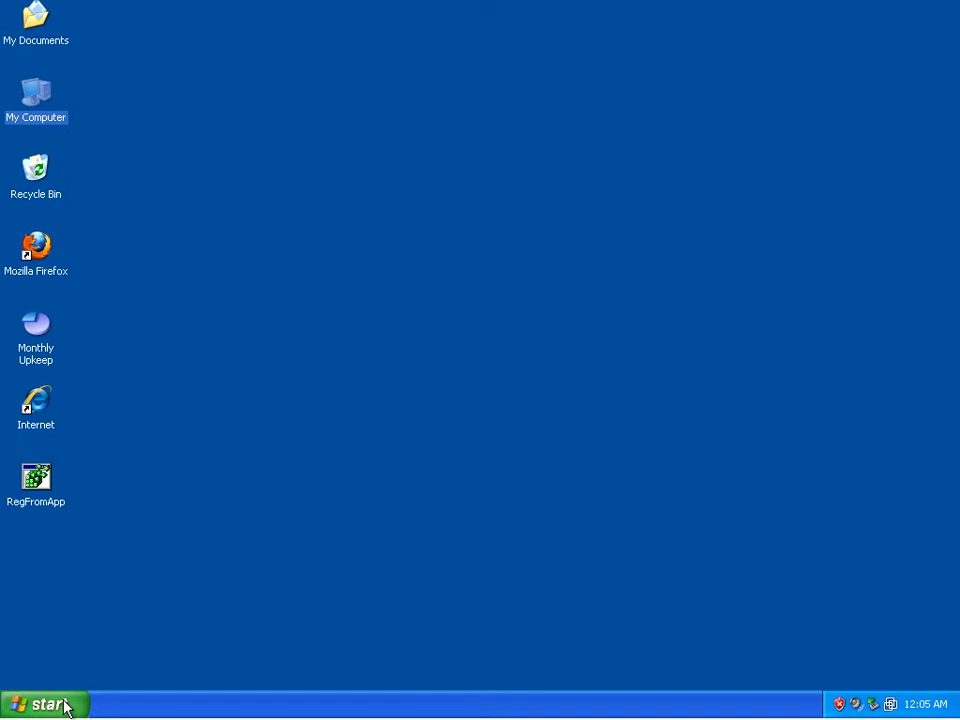 My Documents
My Computer
Recycle Bin
Mozilla Firefox
Monthly
Upkeep
Internet
RegFromApp
start
12:05 AM